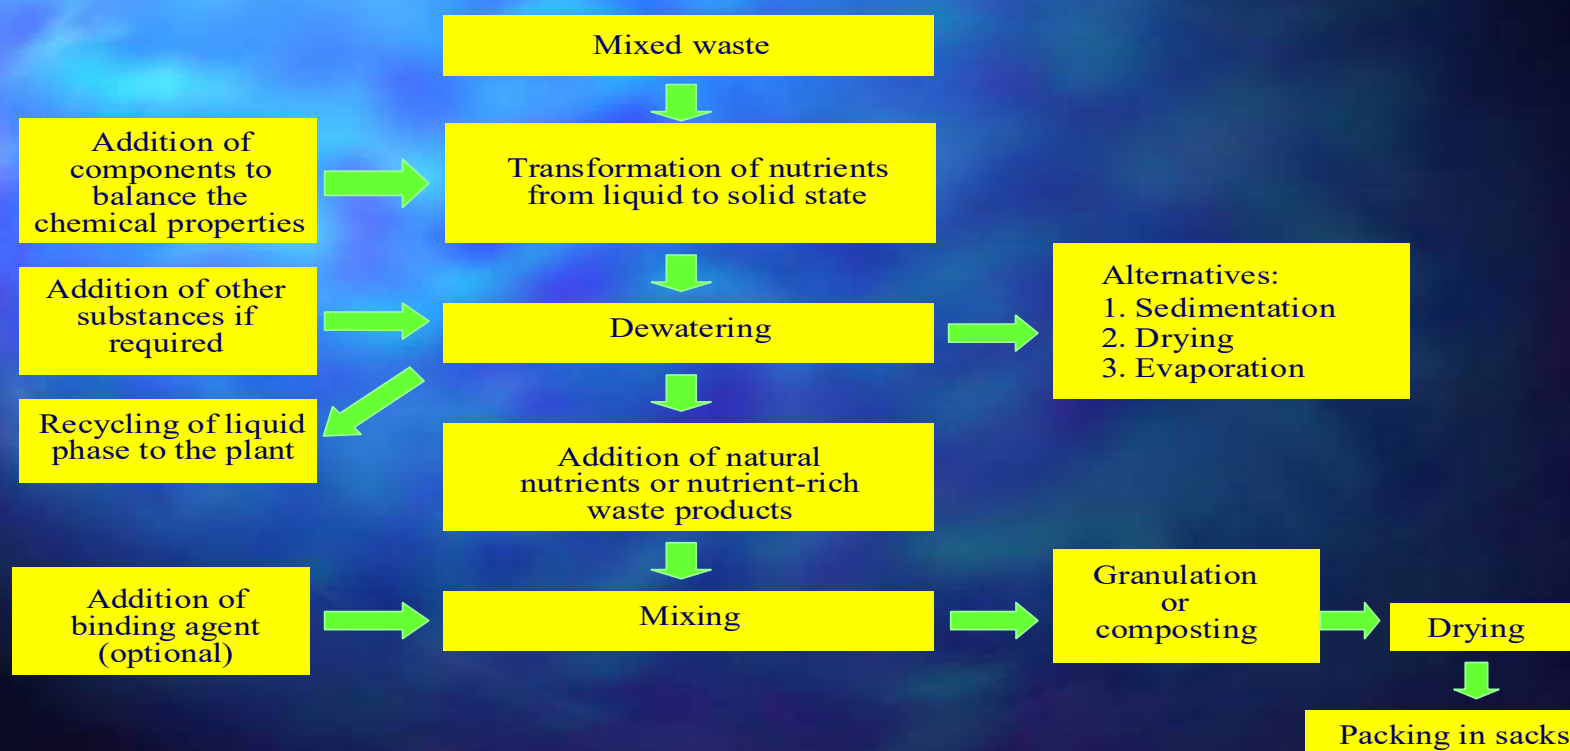 Mixed waste
Addition of
components to
balance the
chemical properties
Transformation of nutrients
from liquid to solid state
Addition of other
substances if
required
Dewatering
Alternatives:
1. Sedimentation
2. Drying
3. Evaporation
Recycling of liquid
phase to the plant
Addition of natural
nutrients or nutrient-rich
waste products
Addition of
binding agent
(optional)
Mixing
Granulation
or
composting
Drying
Packing in sacks